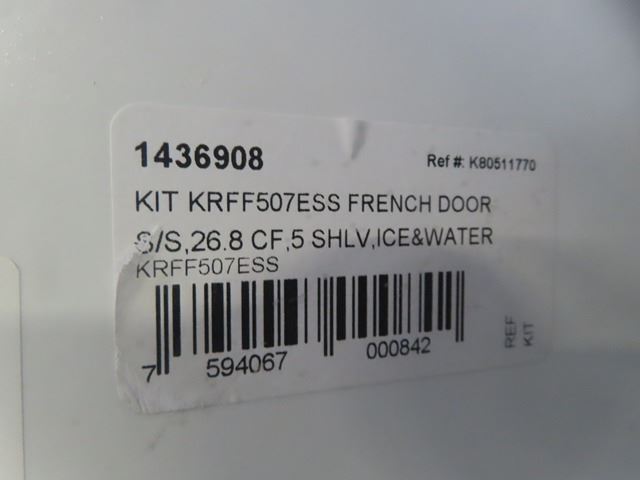 1436908 Ref #: K80511770
KIT KRFF507ESS FRENCH DOOR
S/S,26.8 CF,5 SHLV,ICE&WATER
KRFF507ESS
7 594067 000842
REF
KIT